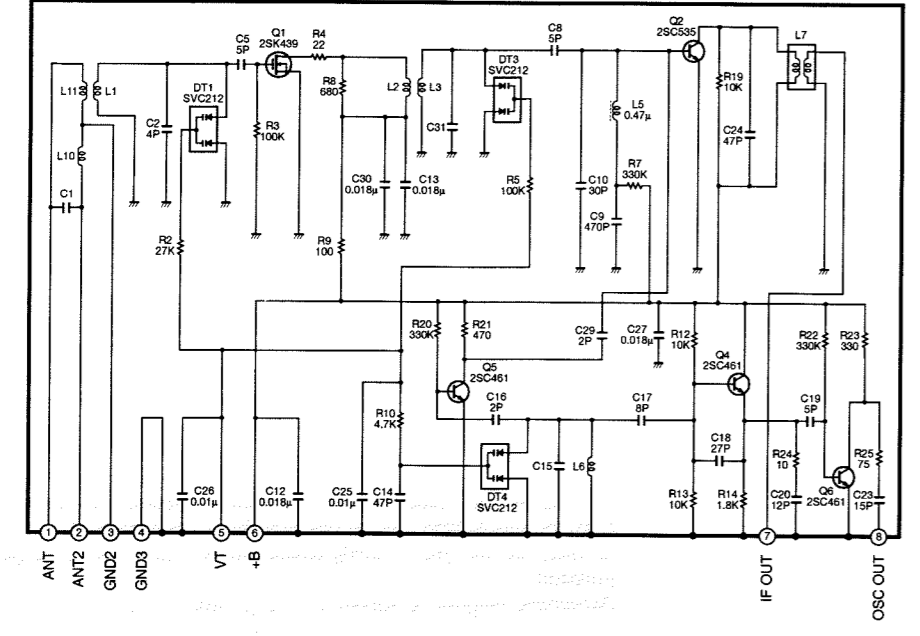 C8
5P
Q2
2SC535
Q1
2SK439
R4
22
C5
5P
L7
DT3
SVC212
R8
680
R19
10K
L11
L1
DT1
SVC212
L2
L3
L5
0.47μ
C2
4P
R3
100K
C31
C24
47P
L10
R7
330K
C30
0.018μ
C13
0.018μ
R5
100K
C10
30P
C1
C9
470P
R2
27K
R9
100
R20
330K
R21
470
C29
2P
C27
0.018μ
R12
10K
R22
330K
R23
330
Q4
2SC461
Q5
2SC461
C16
2P
C17
8P
C19
5P
R10
4.7K
C18
27P
R24
10
R25
75
C15
L6
Q6
2SC461
C26
0.01μ
C12
0.018μ
C25
0.01μ
C14
47P
DT4
SVC212
R13
10K
R14
1.8K
C20
12P
C23
15P
1
2
3
4
5
6
7
8
ANT
ANT2
GND2
GND3
VT
+B
IF OUT
OSC OUT